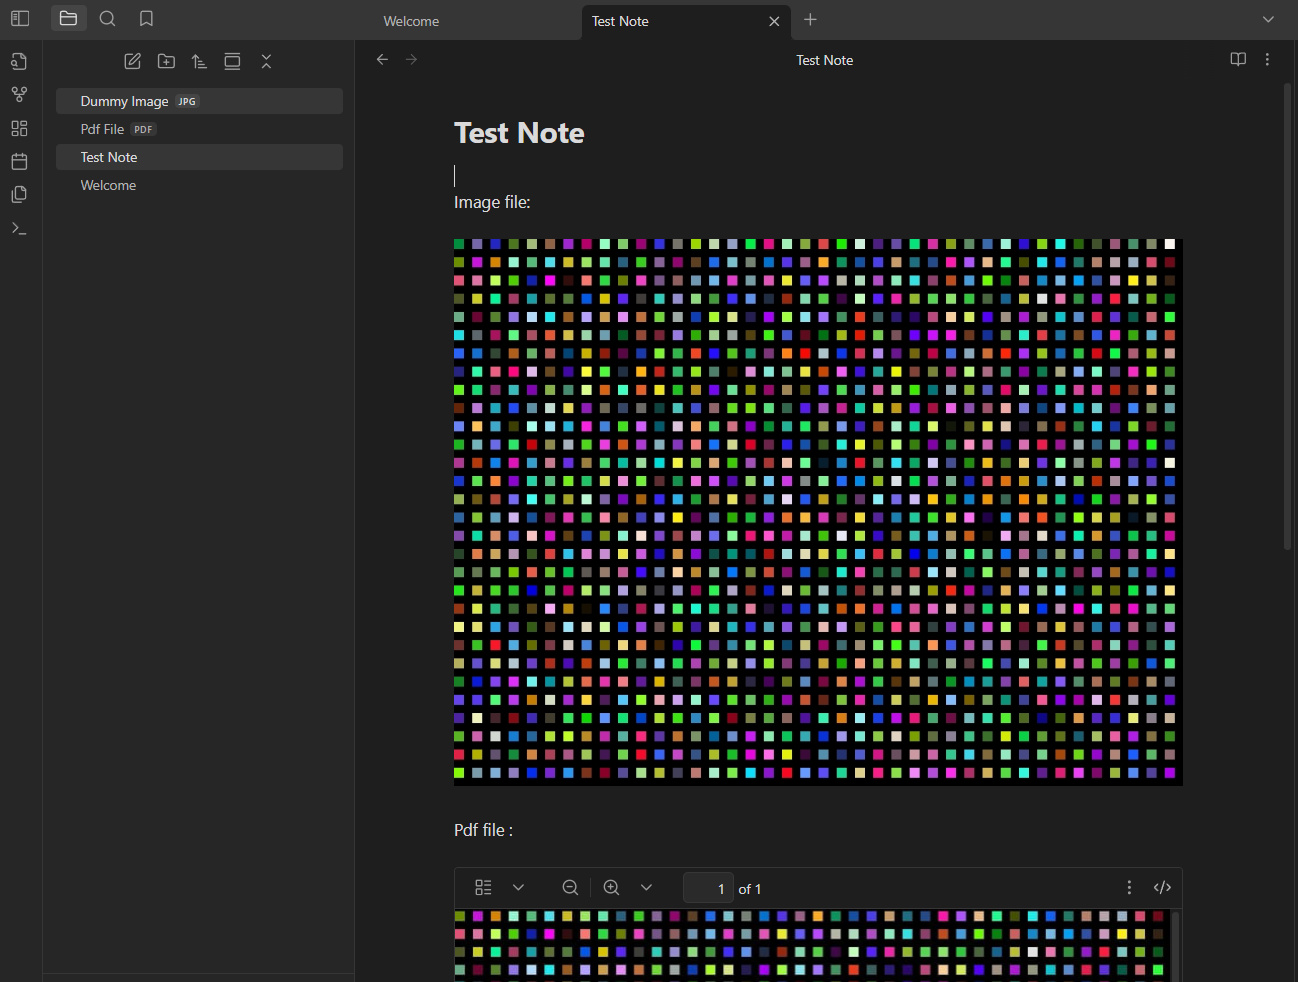 Welcome
Test Note
Test Note
Dummy Image JPG
Pdf File PDF
Test Note
Welcome
Test Note
Image file:
Pdf file :
1 of 1